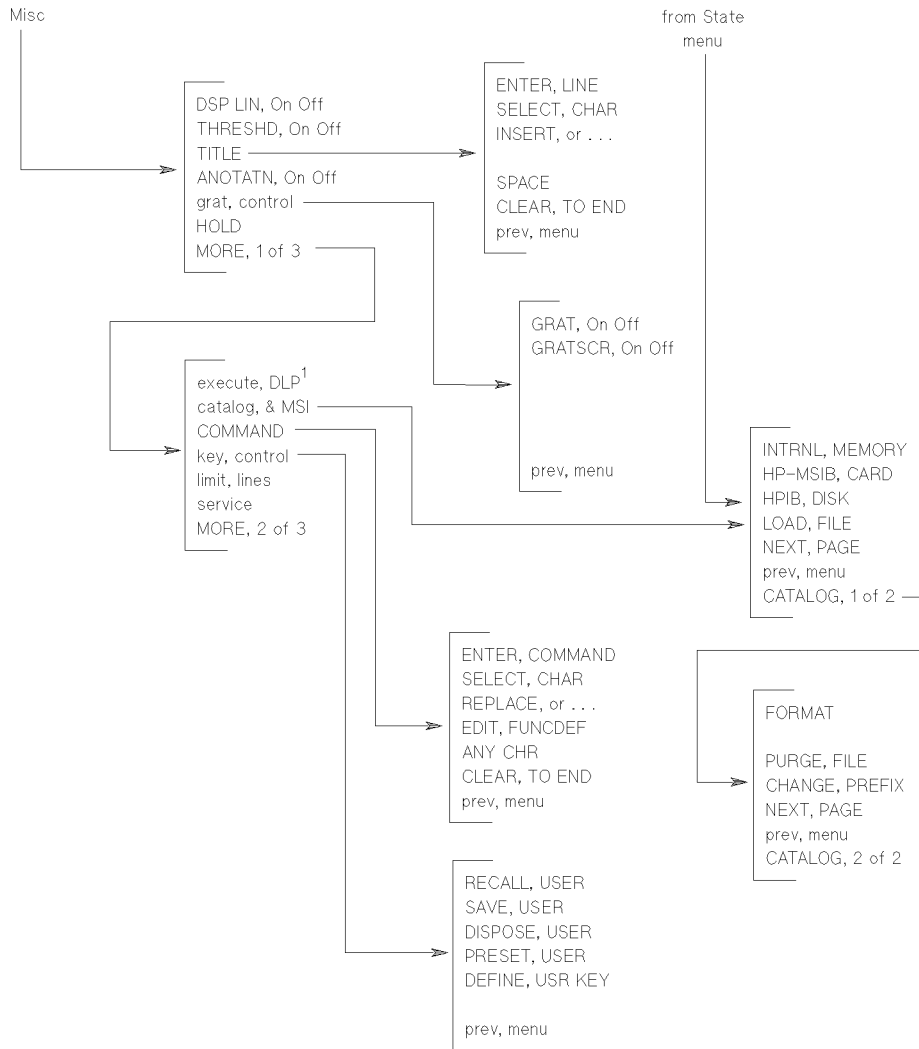 Misc
from State
menu
DSP LIN, On Off
THRESHD, On Off
TITLE
ANOTATN, On Off
grat, control
HOLD
MORE, 1 of 3
ENTER, LINE
SELECT, CHAR
INSERT, or . . .
SPACE
CLEAR, TO END
prev, menu
GRAT, On Off
GRATSCR, On Off
prev, menu
execute, DLP1
catalog, & MSI
COMMAND
key, control
limit, lines
service
MORE, 2 of 3
INTRNL, MEMORY
HP-MSIB, CARD
HPIB, DISK
LOAD, FILE
NEXT, PAGE
prev, menu
CATALOG, 1 of 2
ENTER, COMMAND
SELECT, CHAR
REPLACE, or . . .
EDIT, FUNCDEF
ANY CHR
CLEAR, TO END
prev, menu
FORMAT
PURGE, FILE
CHANGE, PREFIX
NEXT, PAGE
prev, menu
CATALOG, 2 of 2
RECALL, USER
SAVE, USER
DISPOSE, USER
PRESET, USER
DEFINE, USR KEY
prev, menu